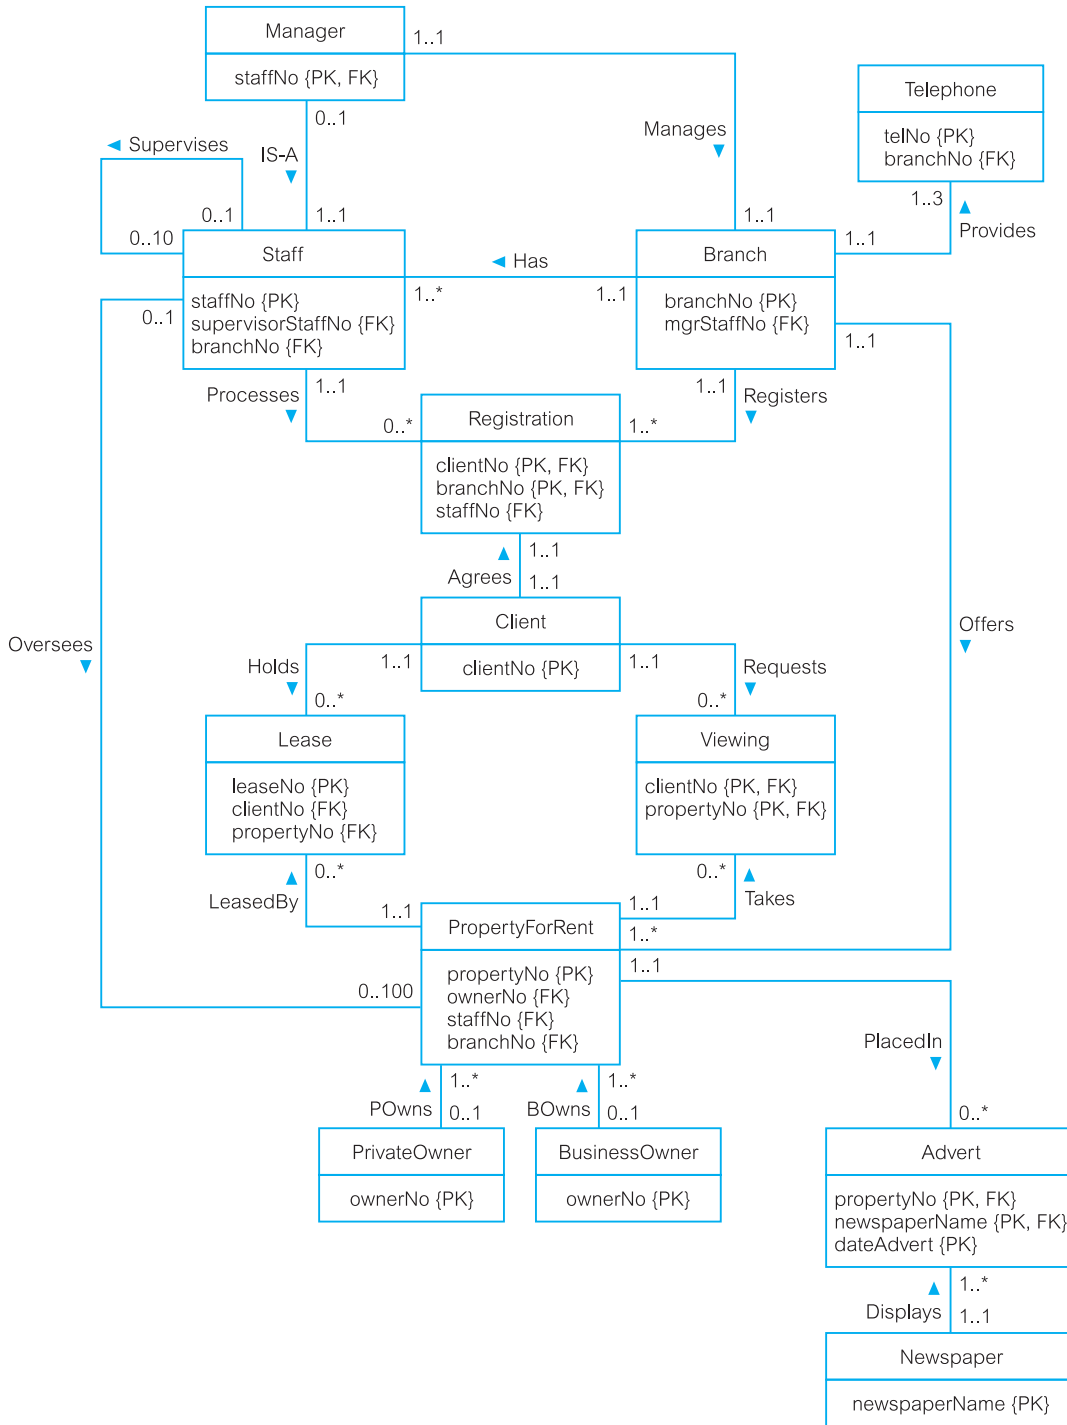 Manager
staffNo {PK, FK}
1..1
0..1
IS-A
1..1
Manages
1..1
Telephone
telNo {PK}
branchNo {FK}
1..3
Provides
1..1
Supervises
0..1
0..10
Staff
staffNo {PK}
supervisorStaffNo {FK}
branchNo {FK}
Has
1..*
1..1
Branch
branchNo {PK}
mgrStaffNo {FK}
0..1
1..1
Processes
1..1
0..*
1..1
Registers
1..*
Registration
clientNo {PK, FK}
branchNo {PK, FK}
staffNo {FK}
1..1
Agrees
1..1
Client
clientNo {PK}
Oversees
Offers
Holds
1..1
0..*
1..1
Requests
0..*
Lease
leaseNo {PK}
clientNo {FK}
propertyNo {FK}
Viewing
clientNo {PK, FK}
propertyNo {PK, FK}
0..*
LeasedBy
1..1
0..*
Takes
1..1
1..*
1..1
PropertyForRent
propertyNo {PK}
ownerNo {FK}
staffNo {FK}
branchNo {FK}
0..100
PlacedIn
0..*
1..*
POwns
0..1
1..*
BOwns
0..1
PrivateOwner
ownerNo {PK}
BusinessOwner
ownerNo {PK}
Advert
propertyNo {PK, FK}
newspaperName {PK, FK}
dateAdvert {PK}
1..*
Displays
1..1
Newspaper
newspaperName {PK}